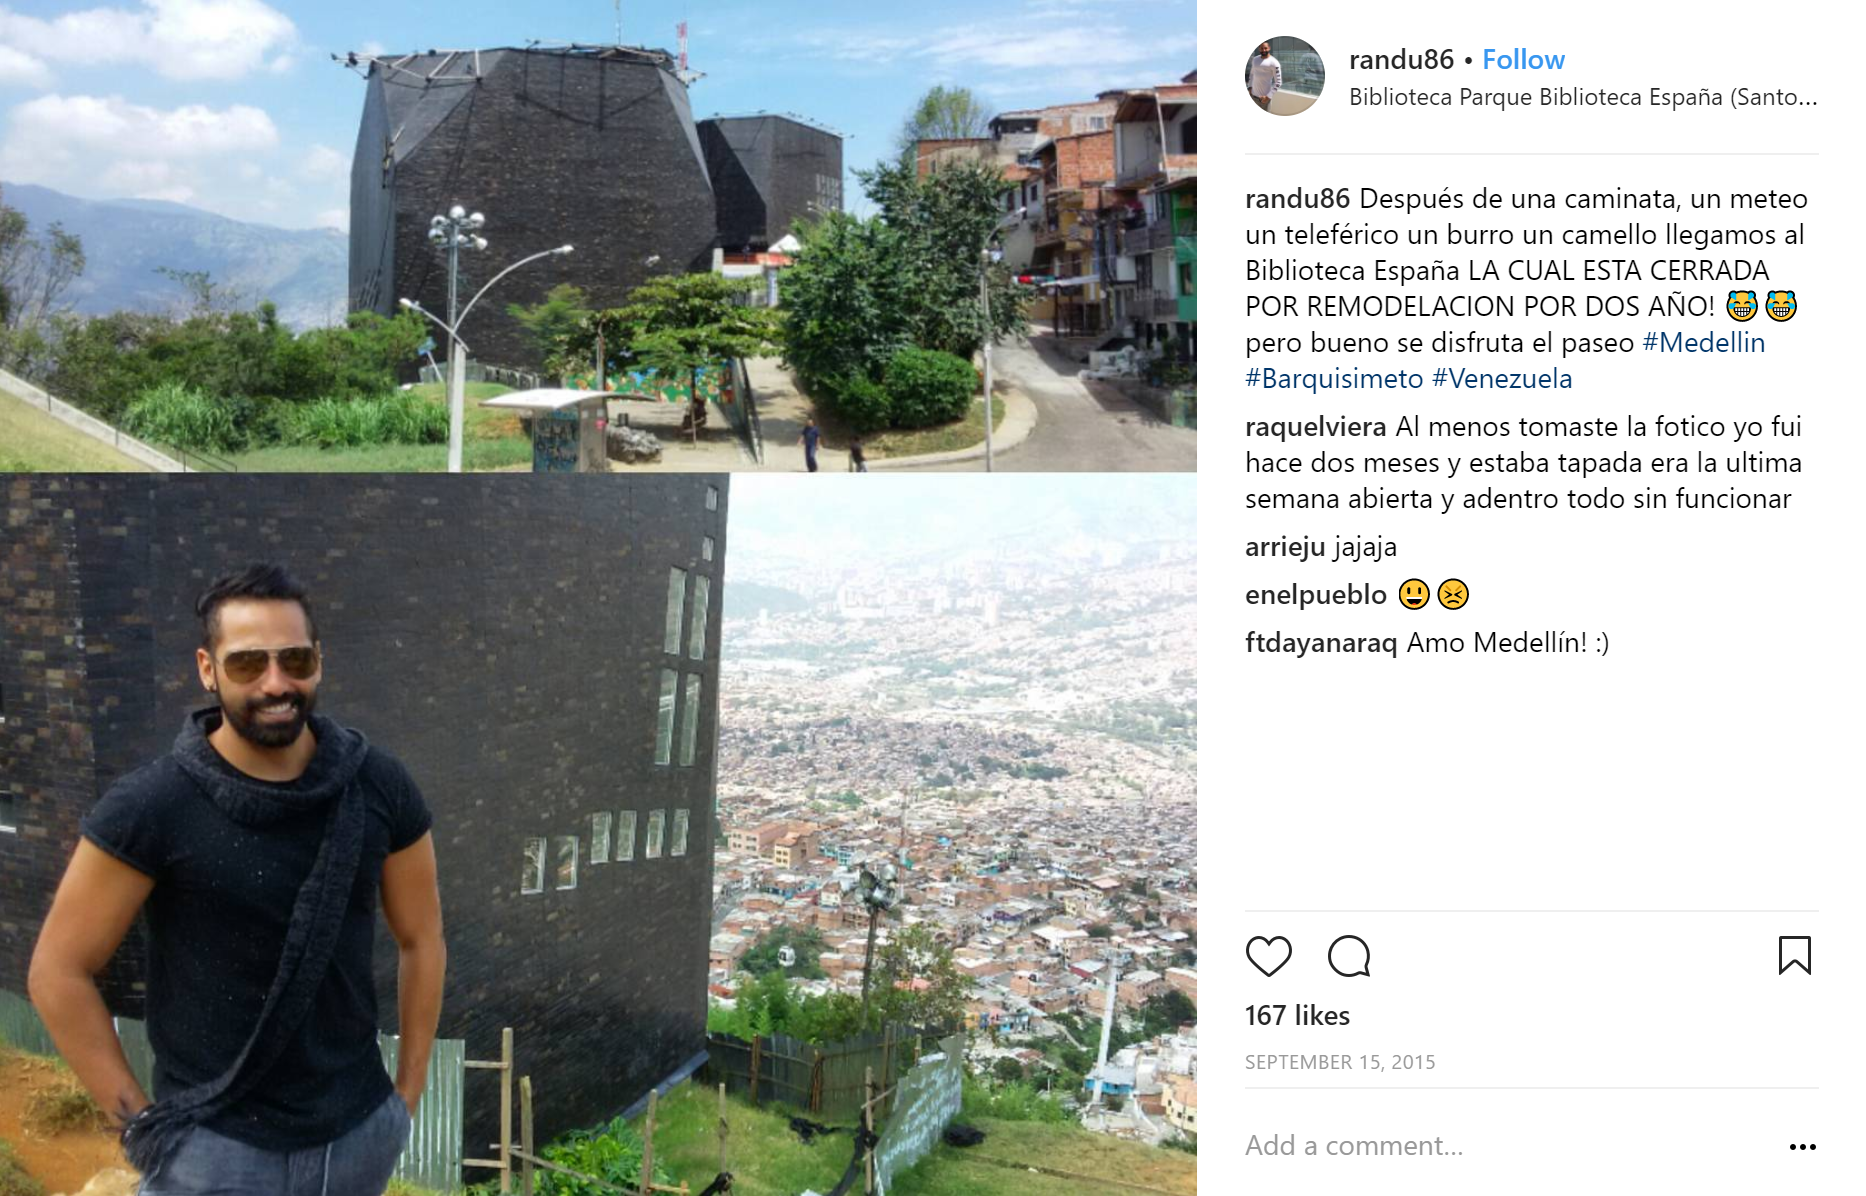 randu86 • Follow
Biblioteca Parque Biblioteca España (Santo...
randu86 Después de una caminata, un meteo
un teleférico un burro un camello llegamos al
Biblioteca España LA CUAL ESTA CERRADA
POR REMODELACION POR DOS AÑO! 😹😹
pero bueno se disfruta el paseo #Medellin
#Barquisimeto #Venezuela
raquelviera Al menos tomaste la fotico yo fui
hace dos meses y estaba tapada era la ultima
semana abierta y adentro todo sin funcionar
arrieju jajaja
enelpueblo 😃😣
ftdayanaraq Amo Medellín! :)
167 likes
SEPTEMBER 15, 2015
Add a comment...